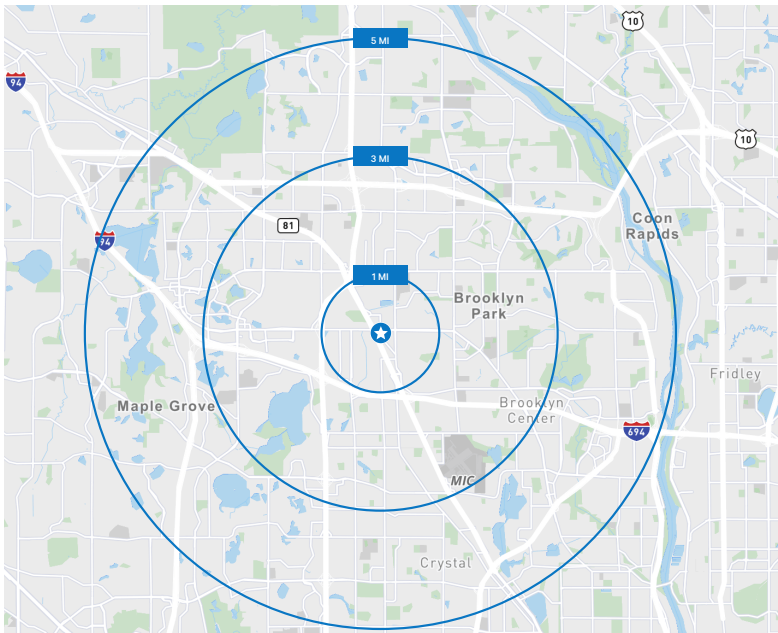 10
5 MI
94
10
3 MI
81
Coon
Rapids
94
1 MI
Brooklyn
Park
Fridley
Maple Grove
Brooklyn
Center
694
MIC
Crystal